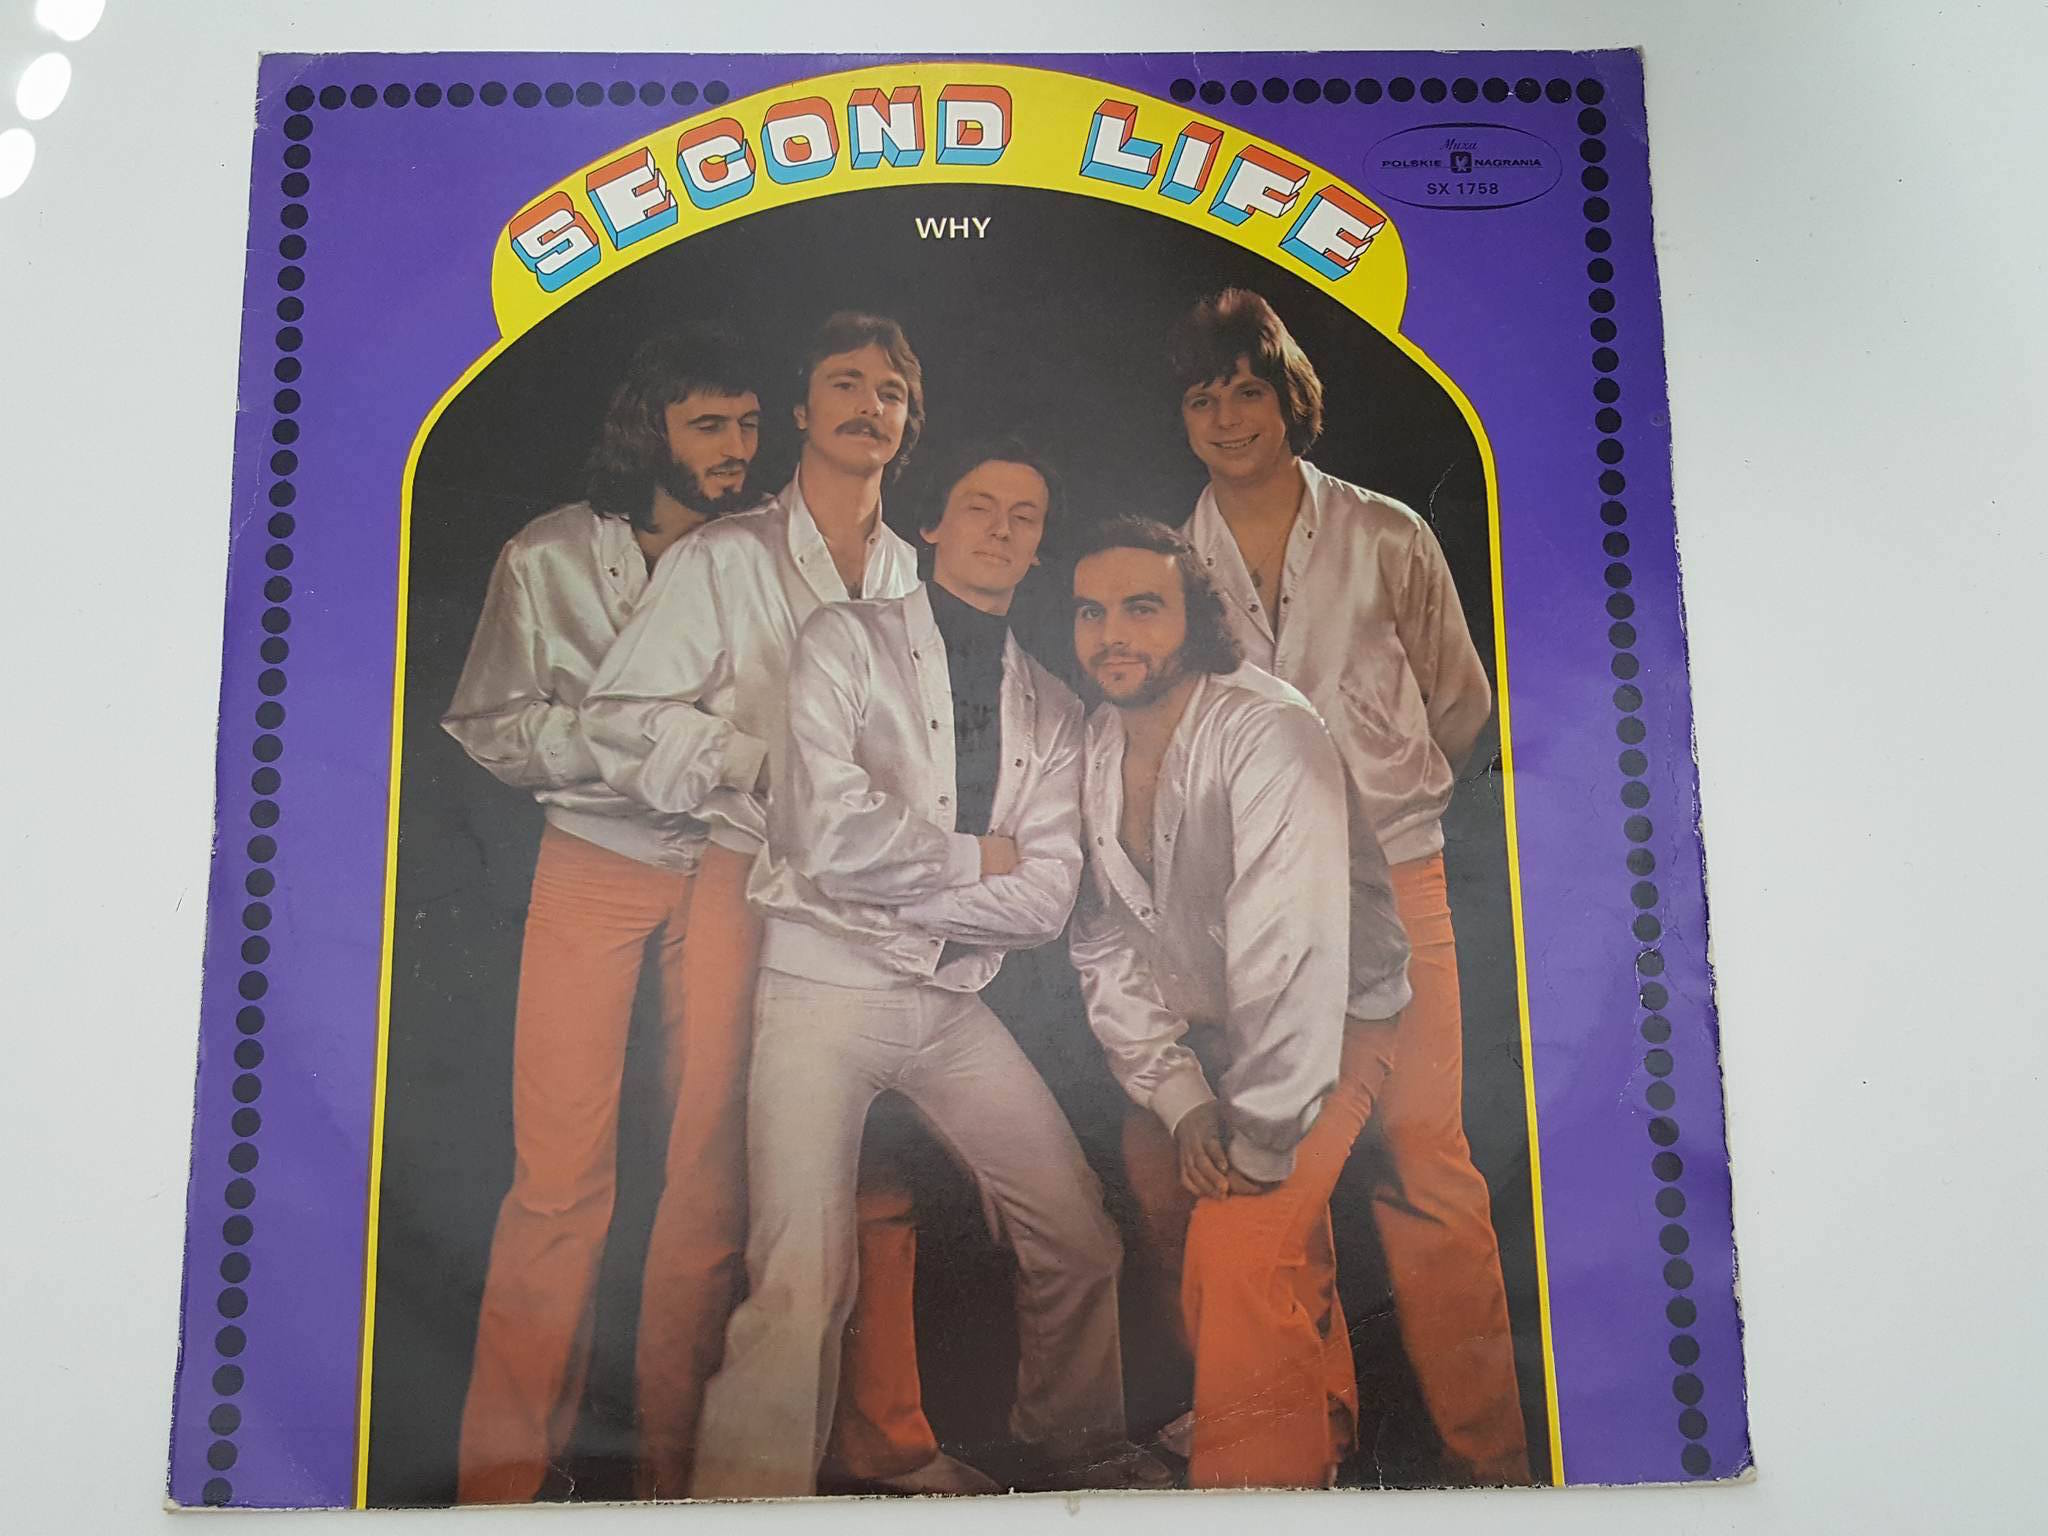 SECOND LIFE
WHY
Muza
POLSKIE NAGRANIA
SX 1758